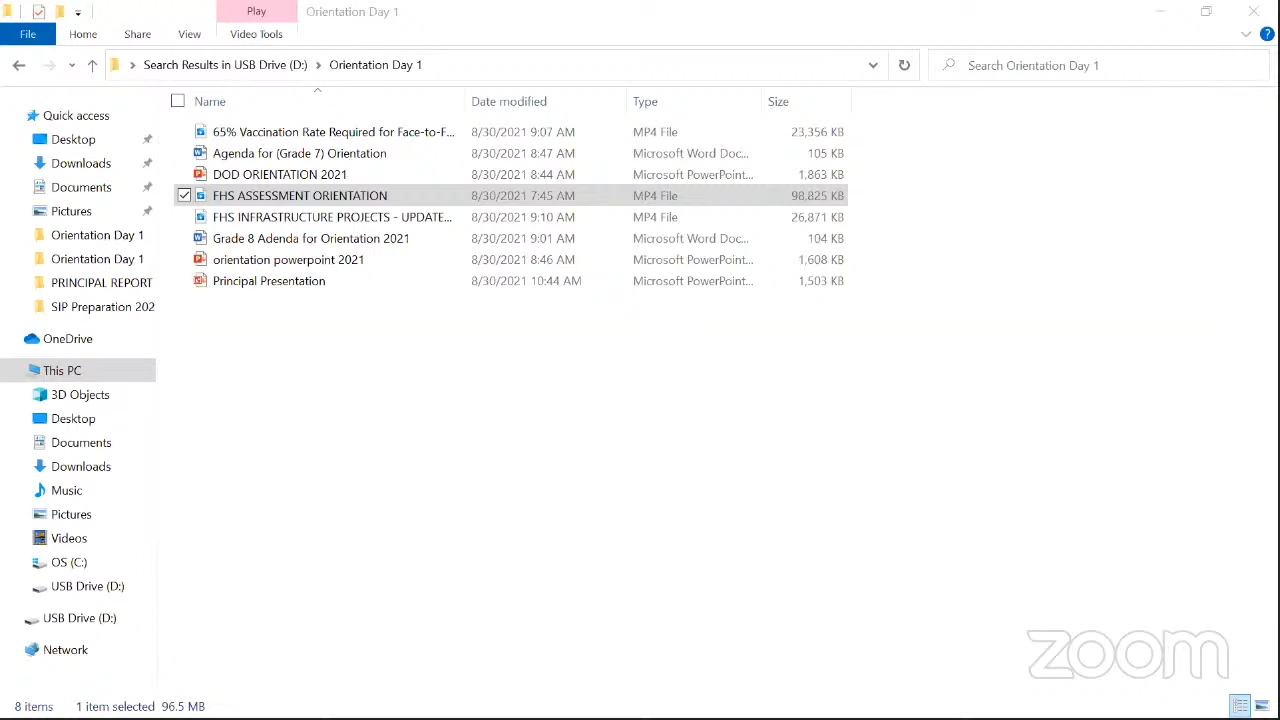 Play Orientation Day 1
File Home Share View Video Tools
Search Results in USB Drive (D:) Orientation Day 1 Search Orientation Day 1
Name Date modified Type Size
65% Vaccination Rate Required for Face-to-F... 8/30/2021 9:07 AM MP4 File 23,356 KB
Agenda for (Grade 7) Orientation 8/30/2021 8:47 AM Microsoft Word Doc... 105 KB
DOD ORIENTATION 2021 8/30/2021 8:44 AM Microsoft PowerPoint... 1,863 KB
FHS ASSESSMENT ORIENTATION 8/30/2021 7:45 AM MP4 File 98,825 KB
FHS INFRASTRUCTURE PROJECTS - UPDATE... 8/30/2021 9:10 AM MP4 File 26,871 KB
Grade 8 Adenda for Orientation 2021 8/30/2021 9:01 AM Microsoft Word Doc... 104 KB
orientation powerpoint 2021 8/30/2021 8:46 AM Microsoft PowerPoint... 1,608 KB
Principal Presentation 8/30/2021 10:44 AM Microsoft PowerPoint... 1,503 KB
Quick access
Desktop
Downloads
Documents
Pictures
Orientation Day 1
Orientation Day 1
PRINCIPAL REPORT
SIP Preparation 202
OneDrive
This PC
3D Objects
Desktop
Documents
Downloads
Music
Pictures
Videos
OS (C:)
USB Drive (D:)
USB Drive (D:)
Network
zoom
8 items 1 item selected 96.5 MB